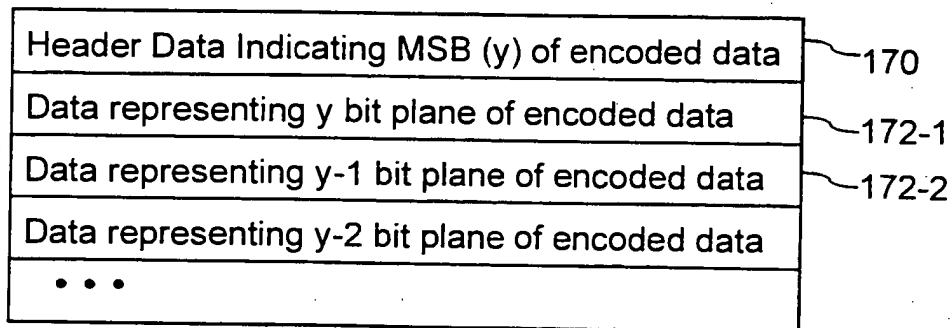 Header Data Indicating MSB (y) of encoded data 170
Data representing y bit plane of encoded data 172-1
Data representing y-1 bit plane of encoded data 172-2
Data representing y-2 bit plane of encoded data
• • •